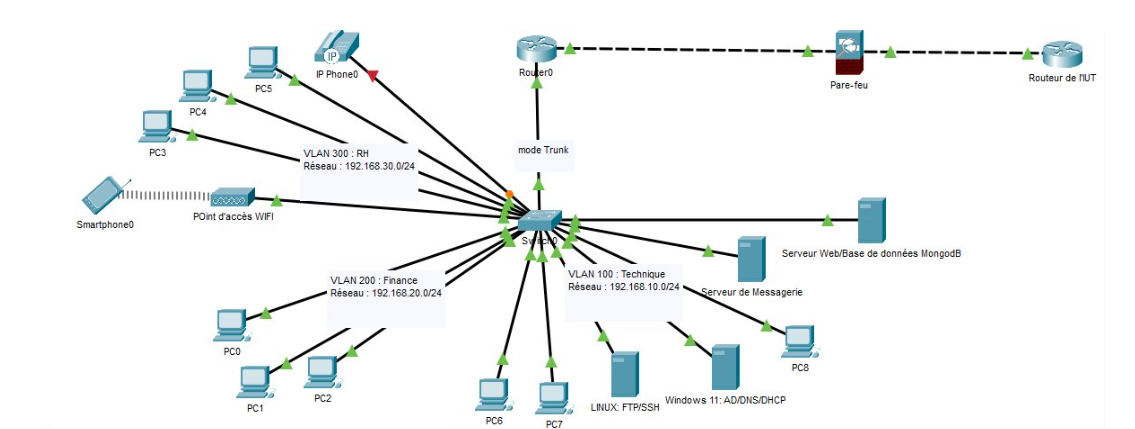 IP Phone0
Router0
Pare-feu
Routeur de l'IUT
PC5
PC4
PC3
VLAN 300 : RH
Réseau : 192.168.30.0/24
mode Trunk
Smartphone0
POint d'accès WIFI
Switch0
Serveur Web/Base de données MongodB
Serveur de Messagerie
VLAN 200 : Finance
Réseau : 192.168.20.0/24
VLAN 100 : Technique
Réseau : 192.168.10.0/24
PC0
PC1
PC2
PC6
PC7
LINUX: FTP/SSH
Windows 11: AD/DNS/DHCP
PC8
IP